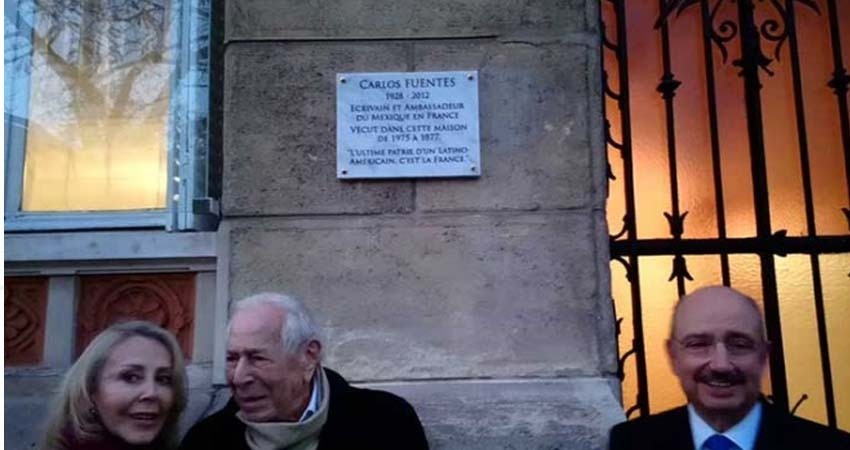 CARLOS FUENTES
1928 - 2012
ECRIVAIN ET AMBASSADEUR
DU MEXIQUE EN FRANCE
VECUT DANS CETTE MAISON
DE 1975 À 1977.
"L'ULTIME PATRIE D'UN LATINO-
AMERICAIN, C'EST LA FRANCE."